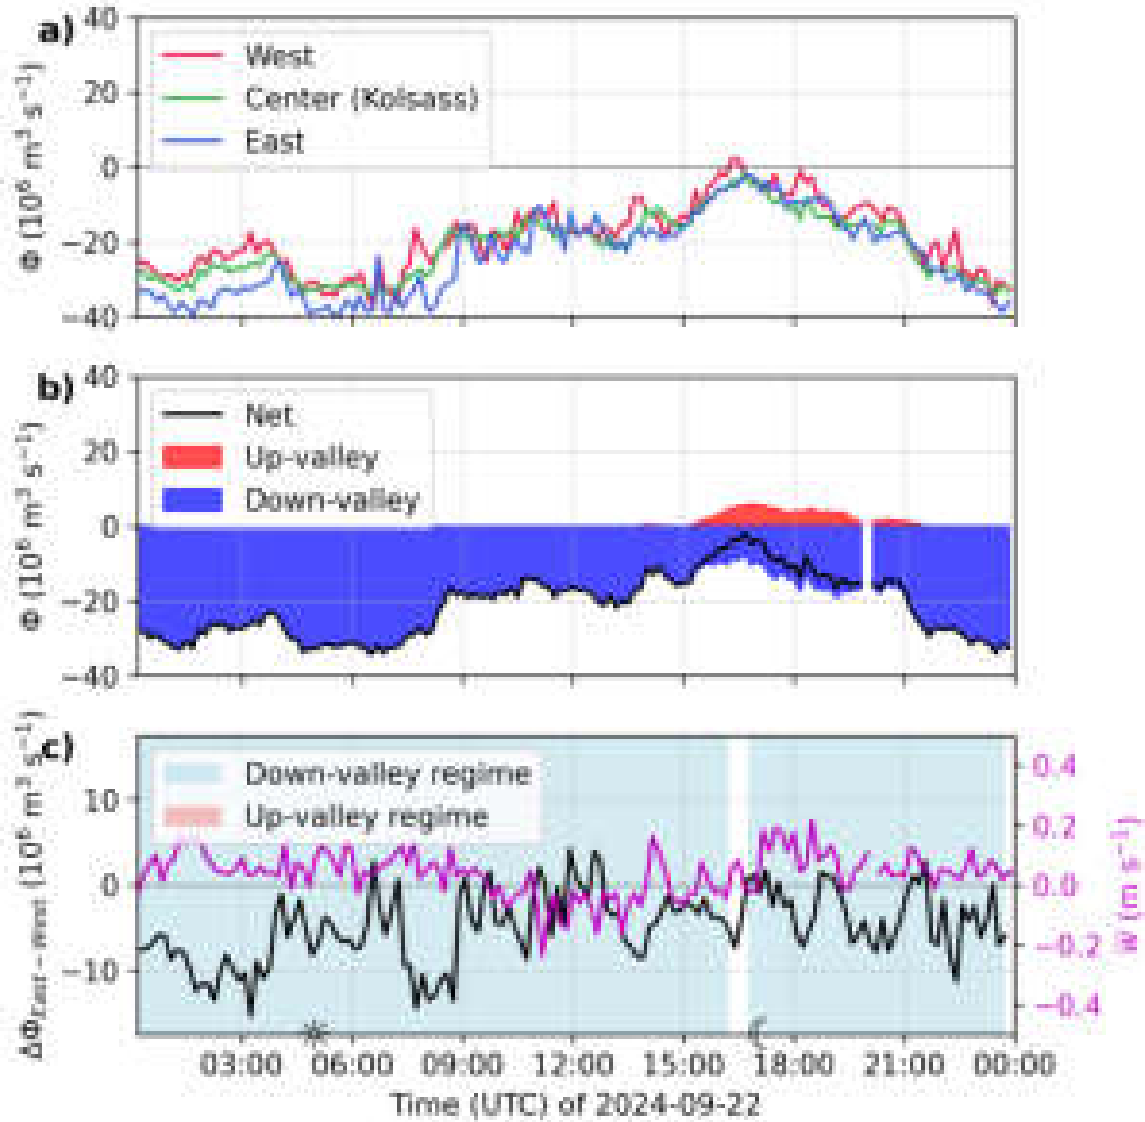 a)
40
20
0
−20
−40
Φ (10⁶ m³ s⁻¹)
West
Center (Kolsass)
East
b)
40
20
0
−20
−40
Φ (10⁶ m³ s⁻¹)
Net
Up-valley
Down-valley
c)
10
0
−10
ΔΦEast−West (10⁶ m³ s⁻¹)
Down-valley regime
Up-valley regime
0.4
0.2
0.0
−0.2
−0.4
(m s⁻¹)
03:00 06:00 09:00 12:00 15:00 18:00 21:00 00:00
Time (UTC) of 2024-09-22